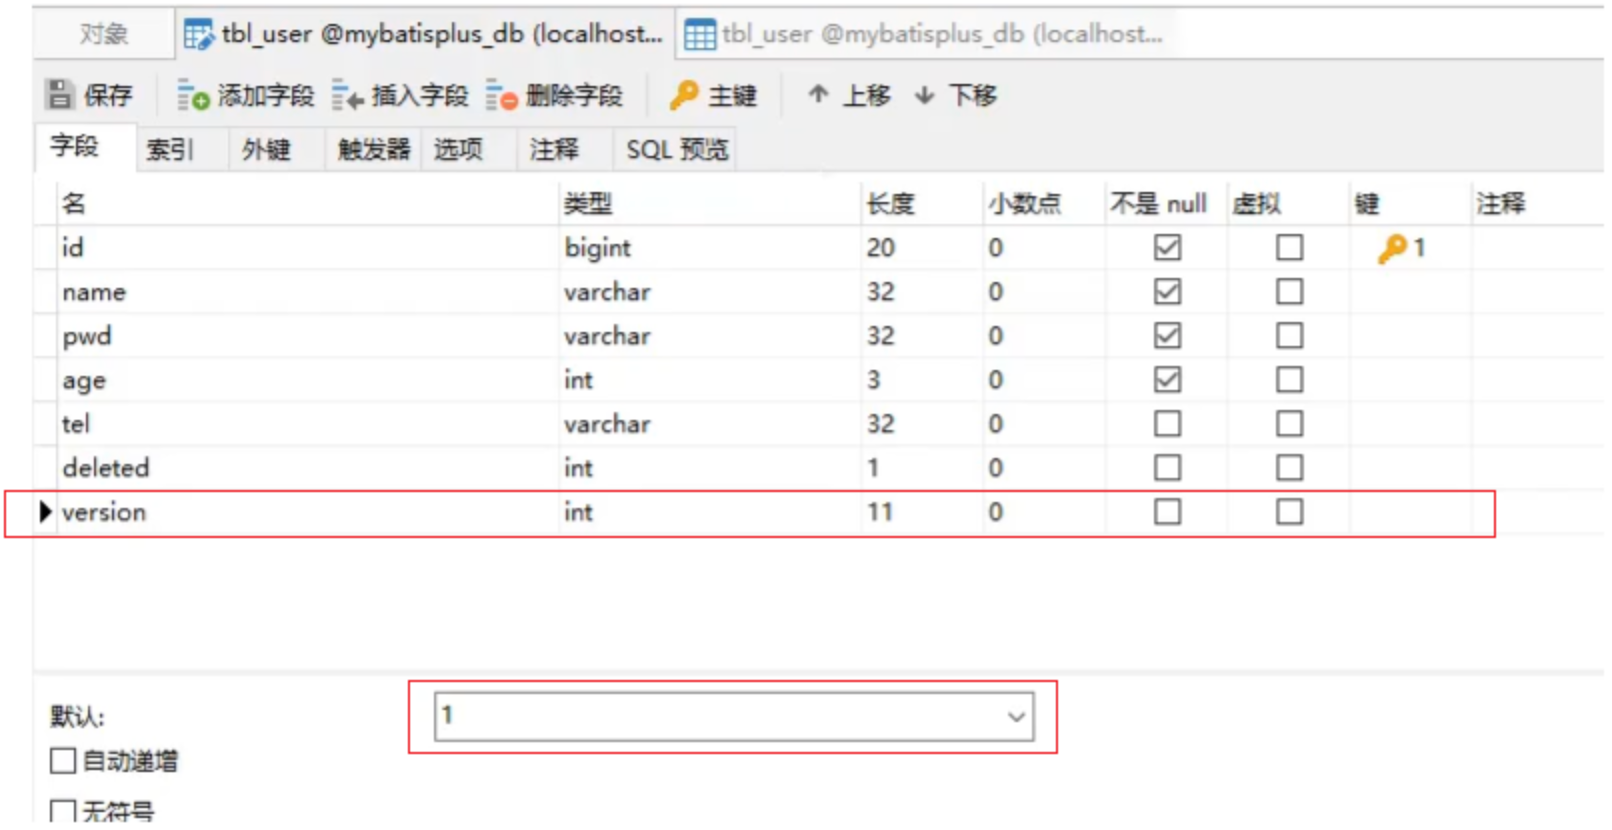 对象 tbl_user @mybatisplus_db (localhost... tbl_user @mybatisplus_db (localhost...
保存 添加字段 插入字段 删除字段 主键 上移 下移
字段 索引 外键 触发器 选项 注释 SQL 预览
名 类型 长度 小数点 不是 null 虚拟 键 注释
id bigint 20 0 1
name varchar 32 0
pwd varchar 32 0
age int 3 0
tel varchar 32 0
deleted int 1 0
version int 11 0
默认: 1
自动递增
无符号